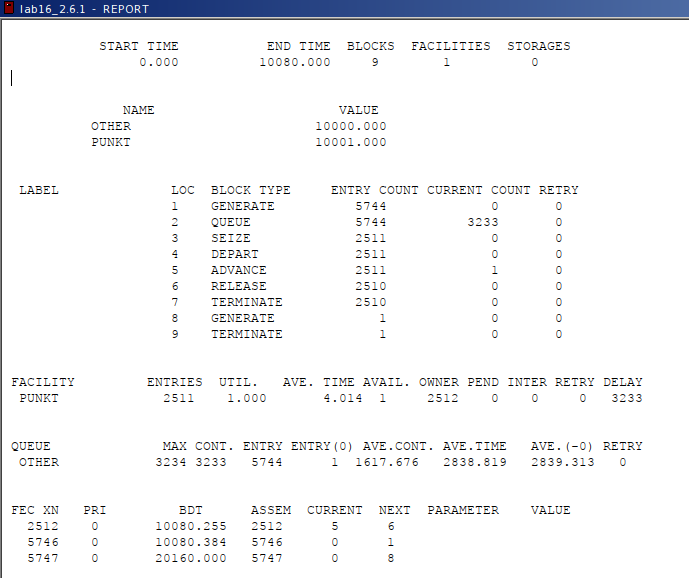 lab16_2.6.1 - REPORT
START TIME END TIME BLOCKS FACILITIES STORAGES
0.000 10080.000 9 1 0
NAME VALUE
OTHER 10000.000
PUNKT 10001.000
LABEL LOC BLOCK TYPE ENTRY COUNT CURRENT COUNT RETRY
1 GENERATE 5744 0 0
2 QUEUE 5744 3233 0
3 SEIZE 2511 0 0
4 DEPART 2511 0 0
5 ADVANCE 2511 1 0
6 RELEASE 2510 0 0
7 TERMINATE 2510 0 0
8 GENERATE 1 0 0
9 TERMINATE 1 0 0
FACILITY ENTRIES UTIL. AVE. TIME AVAIL. OWNER PEND INTER RETRY DELAY
PUNKT 2511 1.000 4.014 1 2512 0 0 0 3233
QUEUE MAX CONT. ENTRY ENTRY(0) AVE.CONT. AVE.TIME AVE.(-0) RETRY
OTHER 3234 3233 5744 1 1617.676 2838.819 2839.313 0
FEC XN PRI BDT ASSEM CURRENT NEXT PARAMETER VALUE
2512 0 10080.255 2512 5 6
5746 0 10080.384 5746 0 1
5747 0 20160.000 5747 0 8